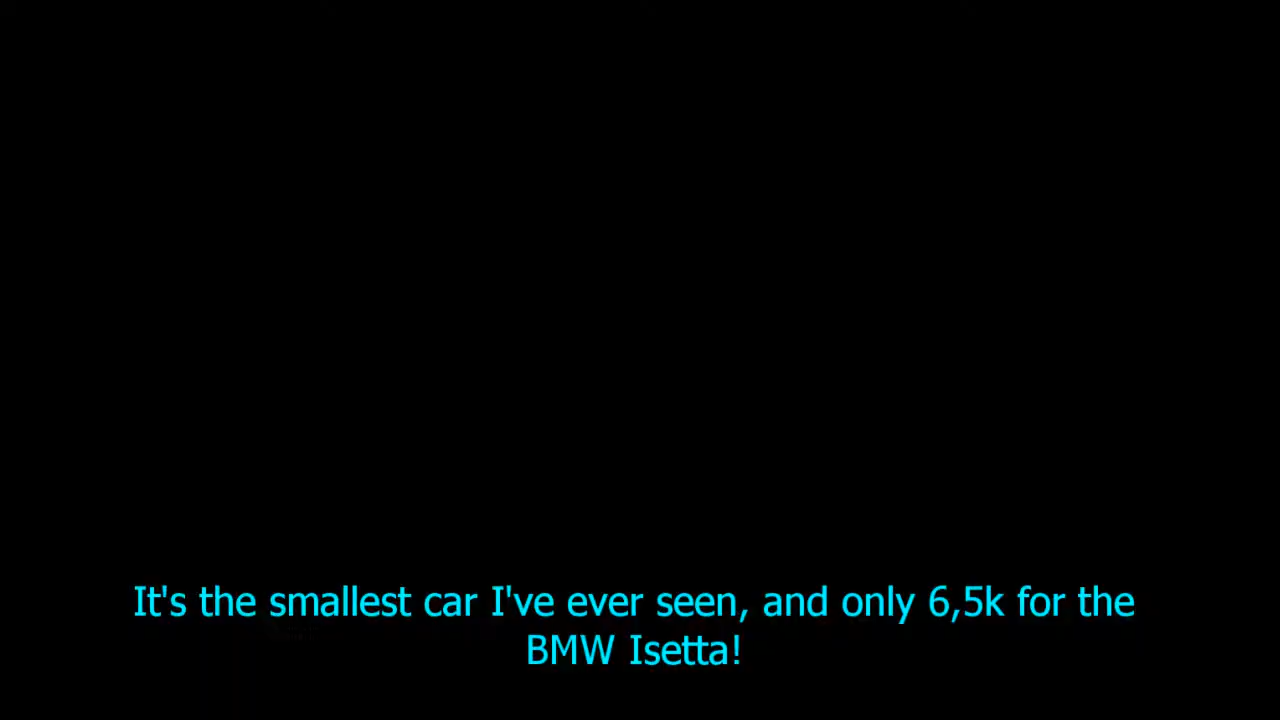 It's the smallest car I've ever seen, and only 6,5k for the
BMW Isetta!